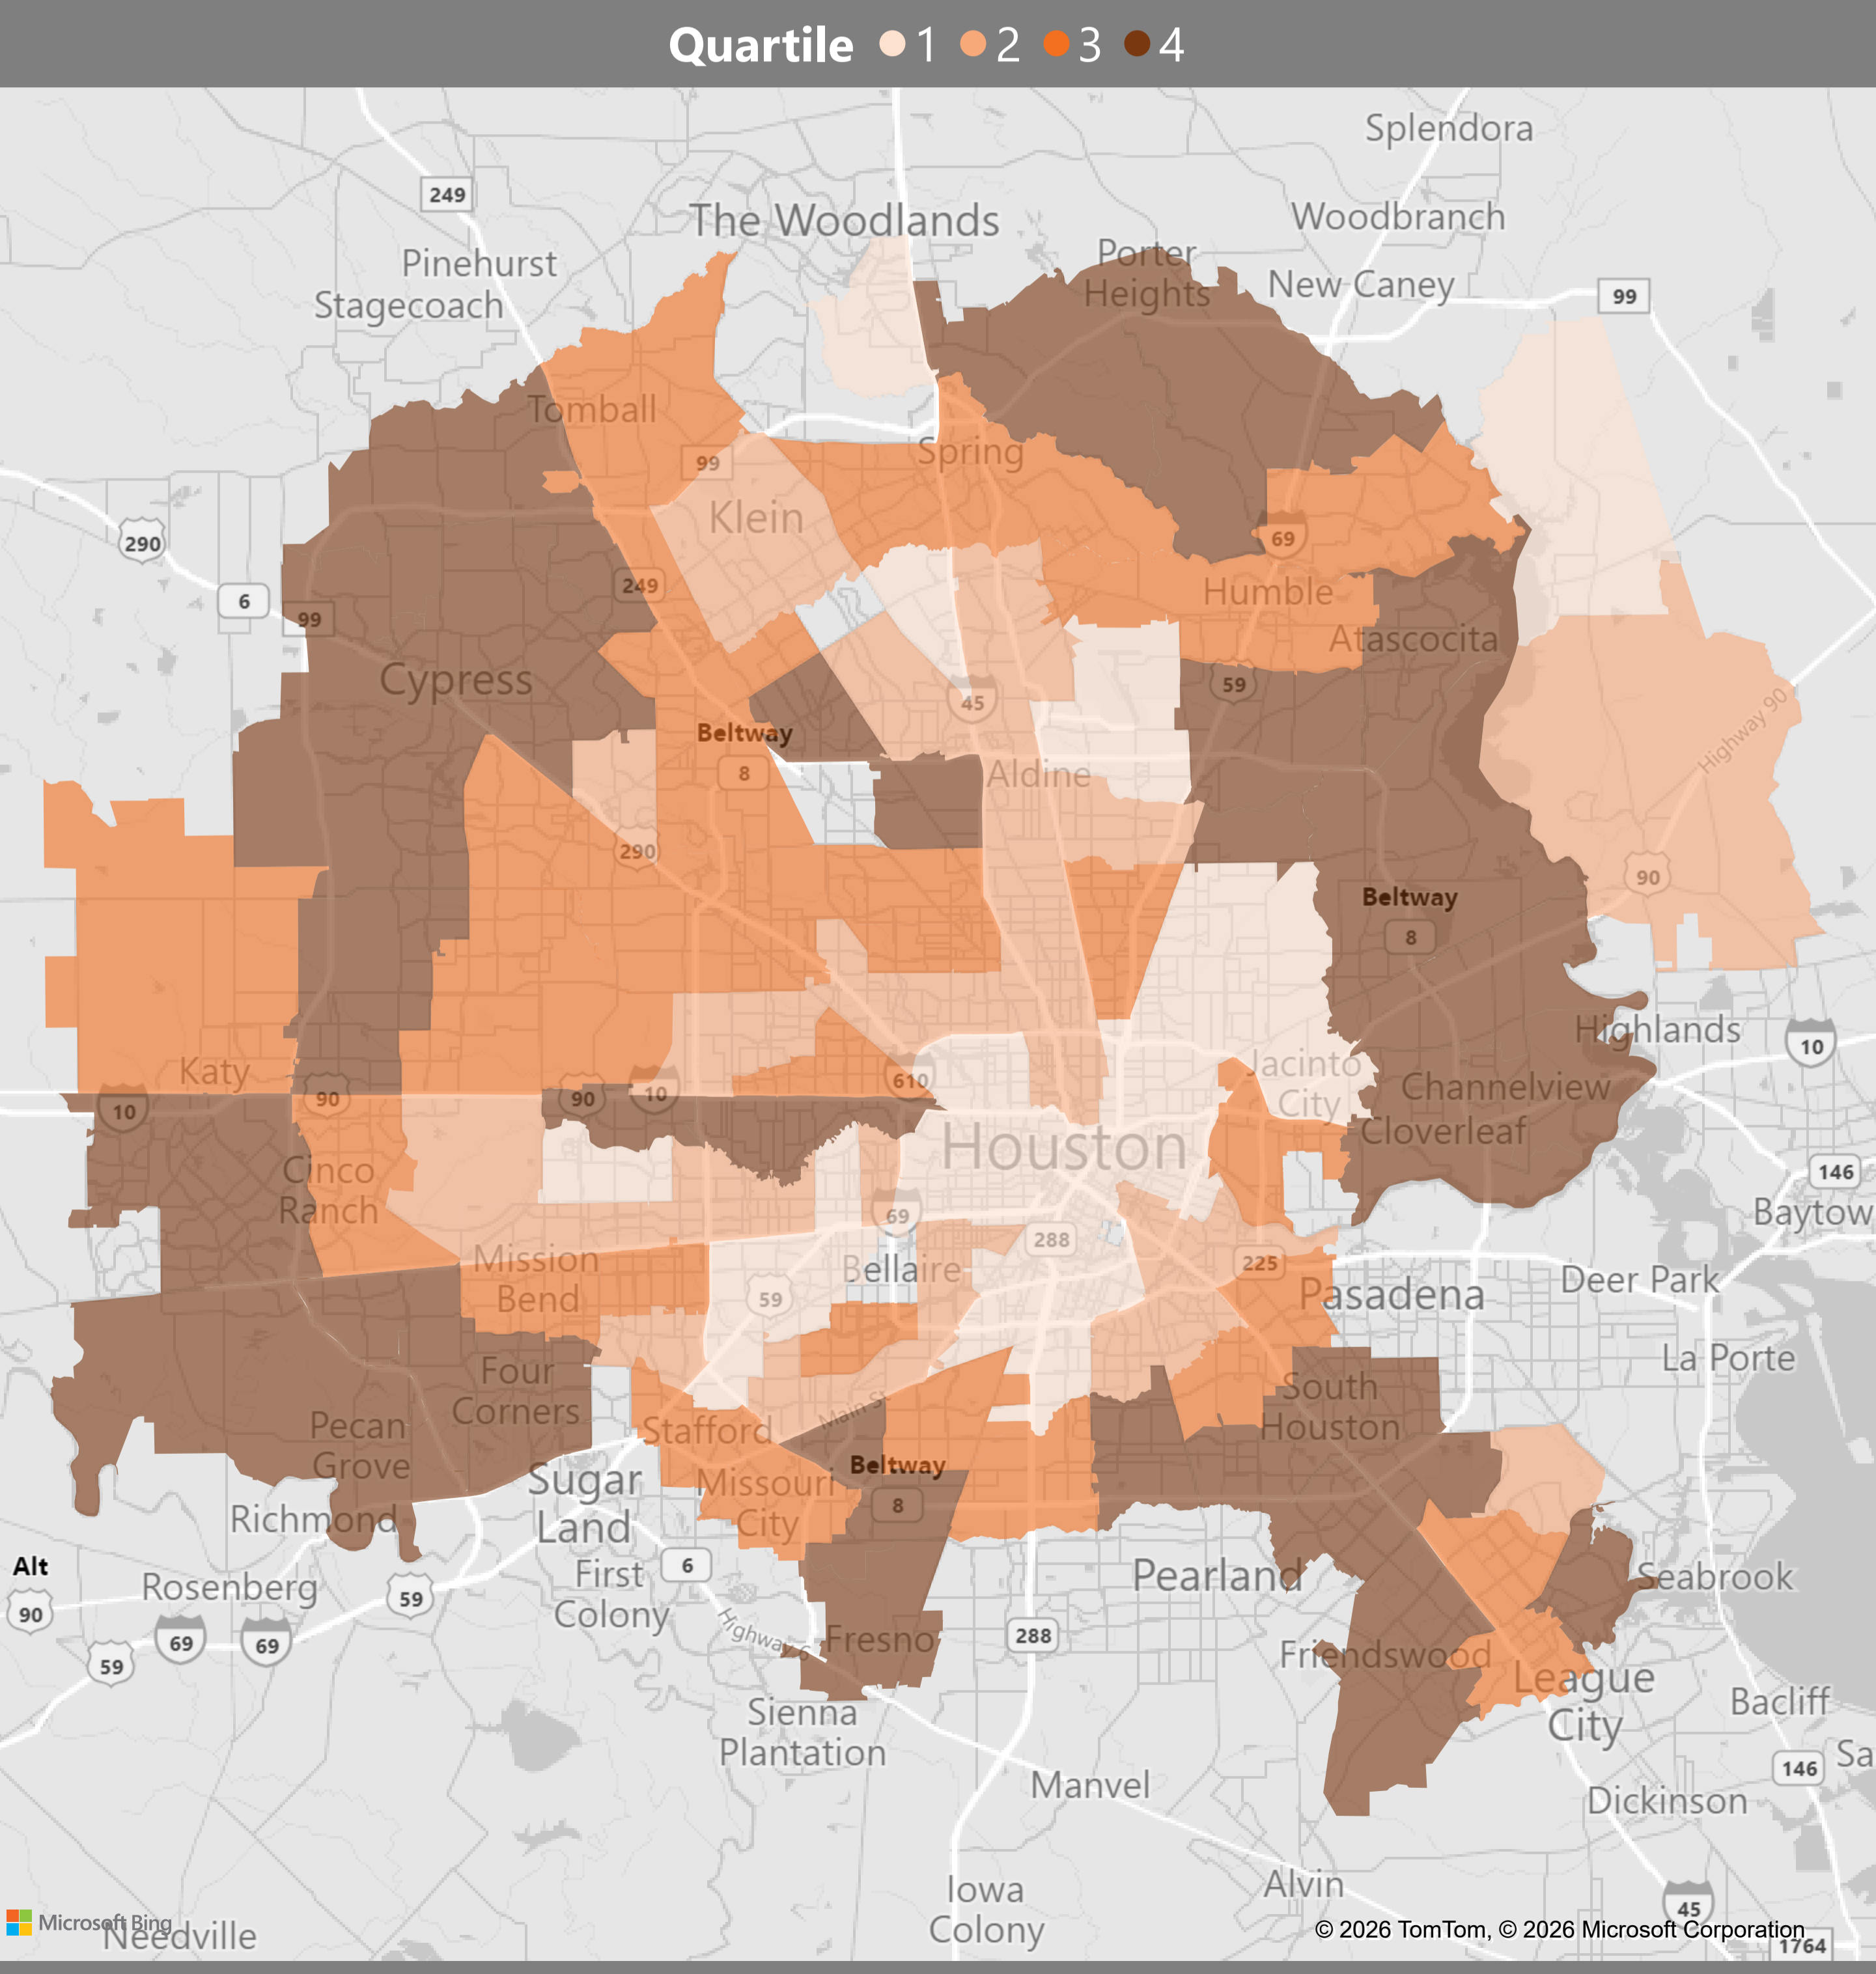 Quartile 1 2 3 4
Splendora
249
The Woodlands
Woodbranch
Pinehurst
Porter
Heights
New Caney
99
Stagecoach
Tomball
99
Spring
Klein
290
69
249
Humble
6
99
Atascocita
Cypress
59
45
Beltway
8
Aldine
Highway 90
290
90
Beltway
8
Highlands
Katy
10
90
90
10
610
Jacinto
City
Channelview
10
Cloverleaf
Houston
Cinco
Ranch
146
69
Baytow
288
Mission
Bend
Bellaire
225
59
Pasadena
Deer Park
Four
Corners
La Porte
South
Houston
Main St
Pecan
Grove
Stafford
Beltway
8
Sugar
Land
Missouri
City
Richmond
Alt
90
Rosenberg
59
First
Colony
6
Pearland
Seabrook
69
69
59
Highway 6
Fresno
288
Friendswood
League
City
Sienna
Plantation
Bacliff
146
Sa
Manvel
Dickinson
Alvin
Iowa
Colony
45
Microsoft Bing
Needville
© 2026 TomTom, © 2026 Microsoft Corporation
1764